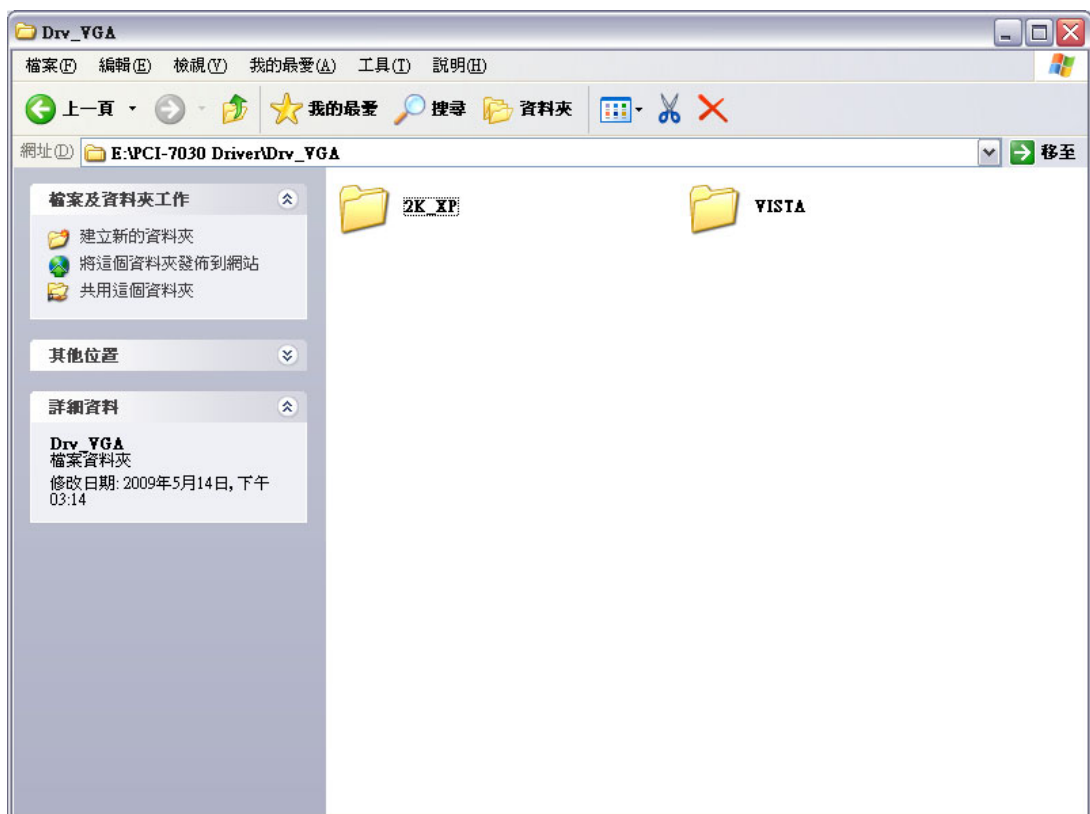 Drv_VGA
檔案(F) 編輯(E) 檢視(V) 我的最愛(A) 工具(T) 說明(H)
上一頁 我的最愛 搜尋 資料夾
網址(D) E:\PCI-7030 Driver\Drv_VGA 移至
檔案及資料夾工作
建立新的資料夾
將這個資料夾發佈到網站
共用這個資料夾
其他位置
詳細資料
Drv_VGA
檔案資料夾
修改日期: 2009年5月14日, 下午
03:14
2K_XP
VISTA